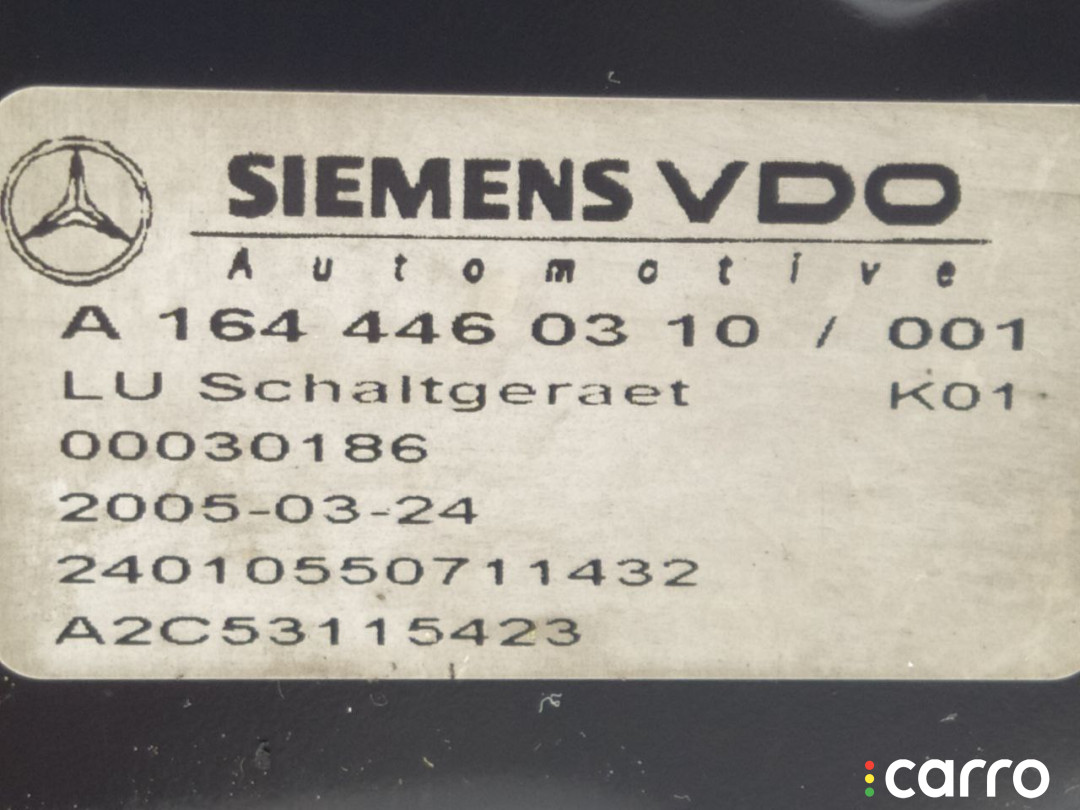 SIEMENS VDO
Automotive
A 164 446 03 10 / 001
LU Schaltgeraet K01
00030186
2005-03-24
24010550711432
A2C53115423
carro